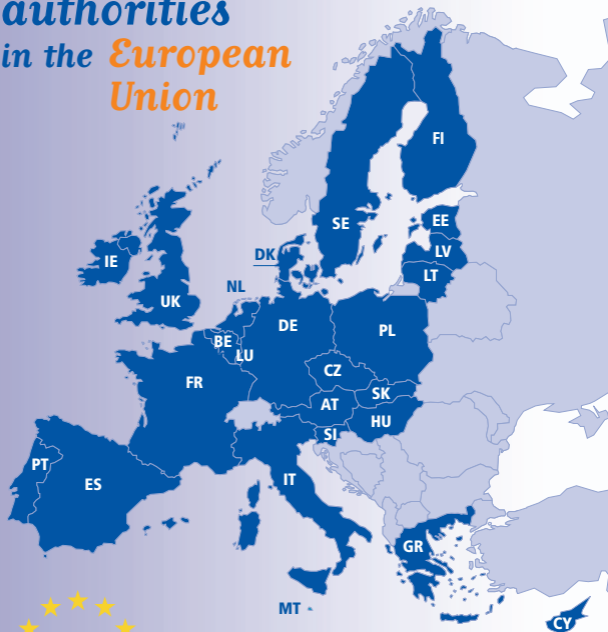 authorities
in the European
Union
FI
SE
EE
DK
LV
IE
LT
NL
UK
DE
PL
BE
LU
CZ
FR
SK
AT
HU
SI
PT
ES
IT
GR
MT
CY